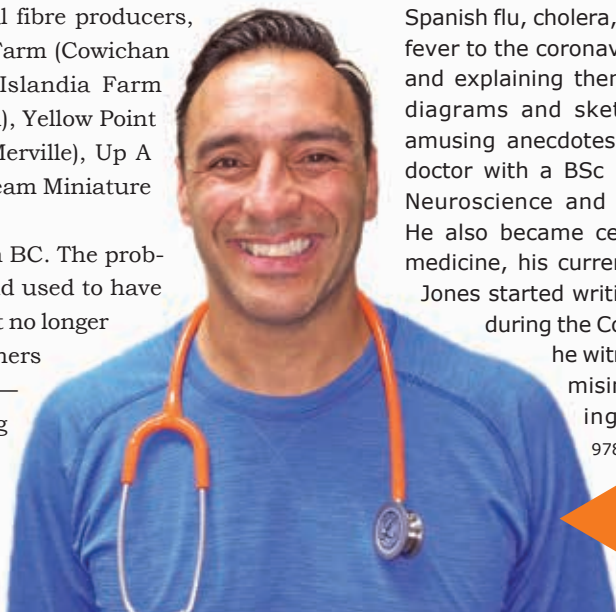 l fibre producers,
Farm (Cowichan
Islandia Farm
), Yellow Point
Merville), Up A
eam Miniature
BC. The prob-
d used to have
t no longer
ners
—
g
Spanish flu, cholera,
fever to the coronav
and explaining then
diagrams and sket
amusing anecdotes
doctor with a BSc
Neuroscience and
He also became ce
medicine, his curren
Jones started writi
during the Co
he witn
misin
ing
978